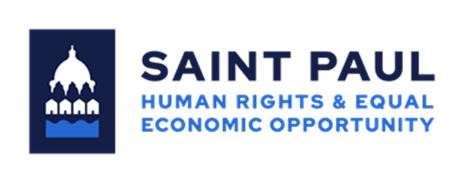 SAINT PAUL
HUMAN RIGHTS & EQUAL
ECONOMIC OPPORTUNITY